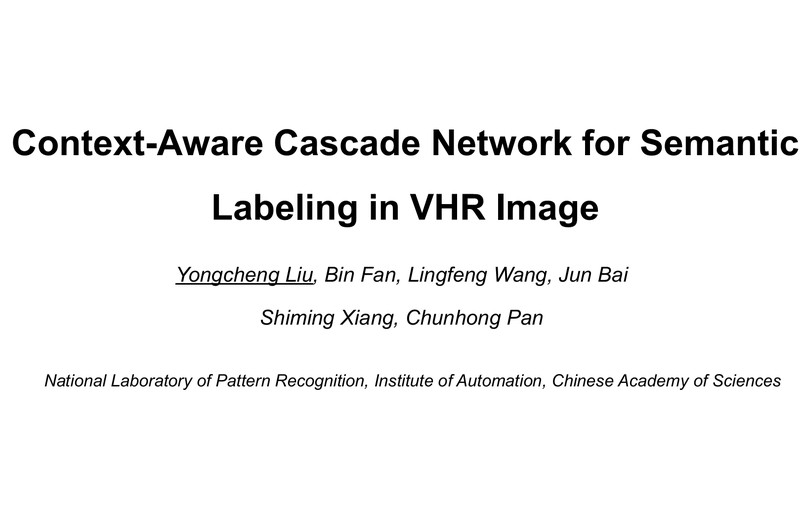 Context-Aware Cascade Network for Semantic
Labeling in VHR Image
Yongcheng Liu, Bin Fan, Lingfeng Wang, Jun Bai
Shiming Xiang, Chunhong Pan
National Laboratory of Pattern Recognition, Institute of Automation, Chinese Academy of Sciences